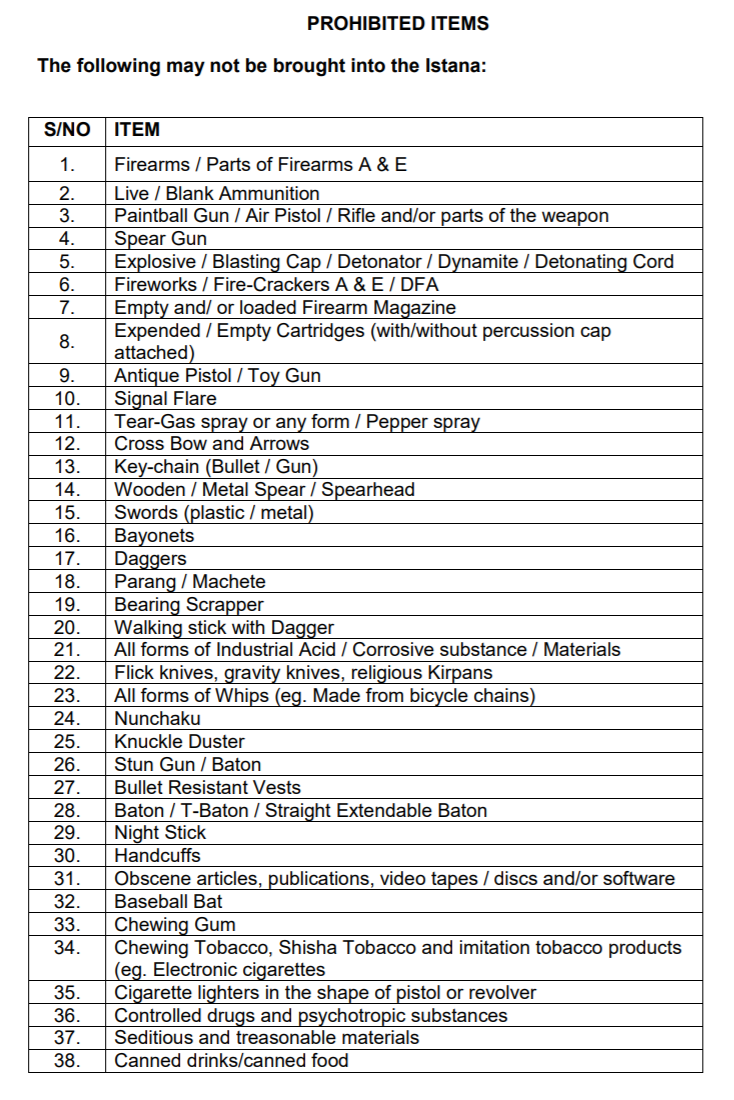 PROHIBITED ITEMS
The following may not be brought into the Istana:
S/NO ITEM
1. Firearms / Parts of Firearms A & E
2. Live / Blank Ammunition
3. Paintball Gun / Air Pistol / Rifle and/or parts of the weapon
4. Spear Gun
5. Explosive / Blasting Cap / Detonator / Dynamite / Detonating Cord
6. Fireworks / Fire-Crackers A & E / DFA
7. Empty and/ or loaded Firearm Magazine
8. Expended / Empty Cartridges (with/without percussion cap
attached)
9. Antique Pistol / Toy Gun
10. Signal Flare
11. Tear-Gas spray or any form / Pepper spray
12. Cross Bow and Arrows
13. Key-chain (Bullet / Gun)
14. Wooden / Metal Spear / Spearhead
15. Swords (plastic / metal)
16. Bayonets
17. Daggers
18. Parang / Machete
19. Bearing Scrapper
20. Walking stick with Dagger
21. All forms of Industrial Acid / Corrosive substance / Materials
22. Flick knives, gravity knives, religious Kirpans
23. All forms of Whips (eg. Made from bicycle chains)
24. Nunchaku
25. Knuckle Duster
26. Stun Gun / Baton
27. Bullet Resistant Vests
28. Baton / T-Baton / Straight Extendable Baton
29. Night Stick
30. Handcuffs
31. Obscene articles, publications, video tapes / discs and/or software
32. Baseball Bat
33. Chewing Gum
34. Chewing Tobacco, Shisha Tobacco and imitation tobacco products
(eg. Electronic cigarettes
35. Cigarette lighters in the shape of pistol or revolver
36. Controlled drugs and psychotropic substances
37. Seditious and treasonable materials
38. Canned drinks/canned food